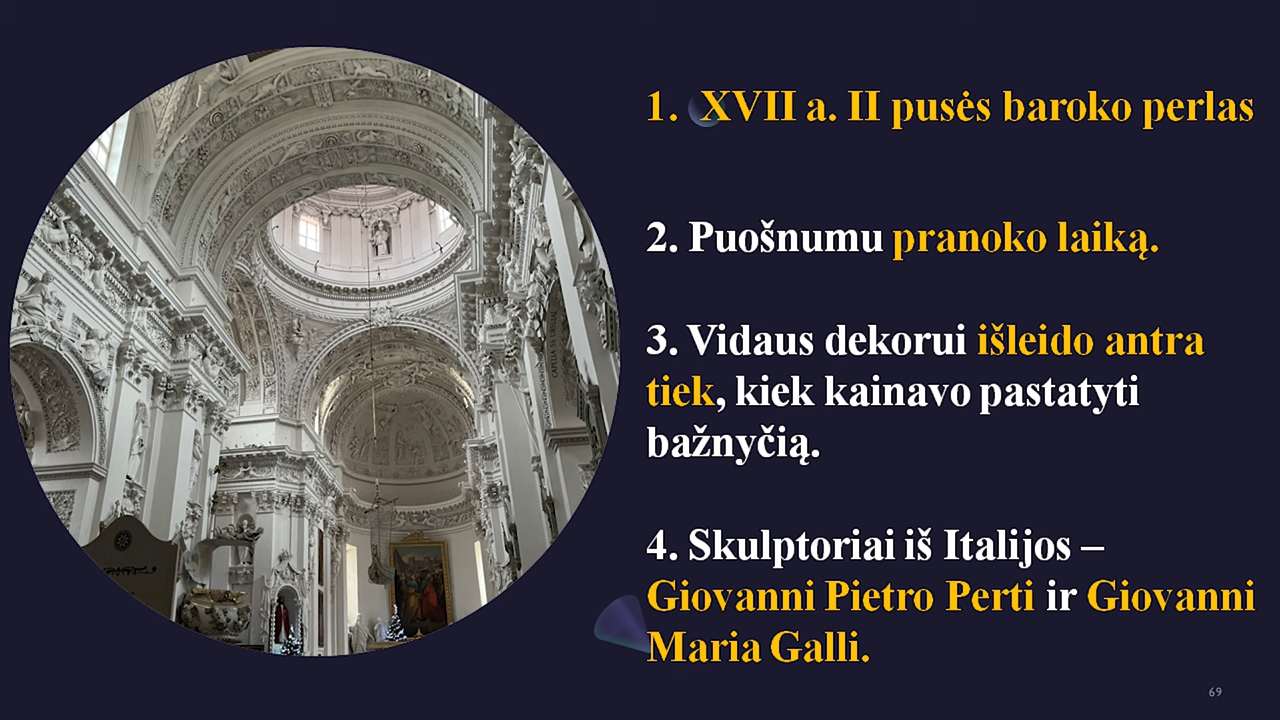 1. XVII a. II pusės baroko perlas
2. Puošnumu pranoko laiką.
3. Vidaus dekorui išleido antra
tiek, kiek kainavo pastatyti
bažnyčią.
4. Skulptoriai iš Italijos –
Giovanni Pietro Perti ir Giovanni
Maria Galli.
69